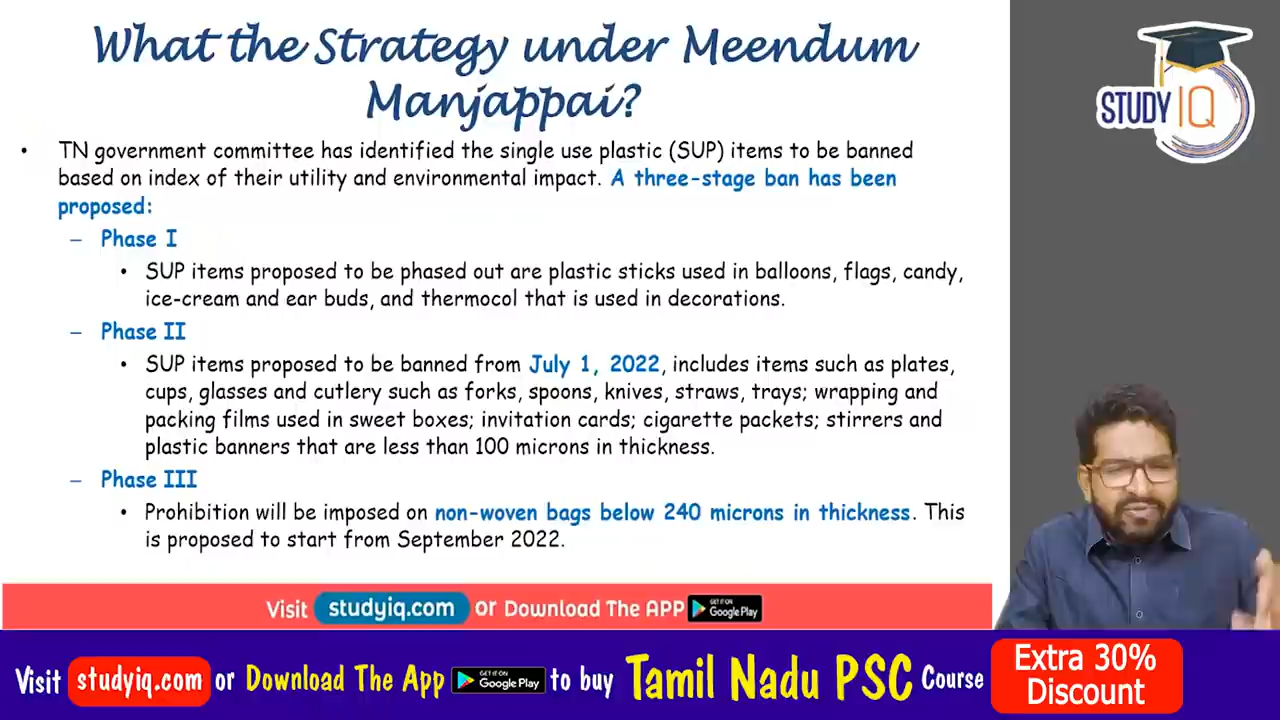 What the Strategy under Meendum
Manjappai?
STUDY IQ
• TN government committee has identified the single use plastic (SUP) items to be banned
based on index of their utility and environmental impact. A three-stage ban has been
proposed:
– Phase I
• SUP items proposed to be phased out are plastic sticks used in balloons, flags, candy,
ice-cream and ear buds, and thermocol that is used in decorations.
– Phase II
• SUP items proposed to be banned from July 1, 2022, includes items such as plates,
cups, glasses and cutlery such as forks, spoons, knives, straws, trays; wrapping and
packing films used in sweet boxes; invitation cards; cigarette packets; stirrers and
plastic banners that are less than 100 microns in thickness.
– Phase III
• Prohibition will be imposed on non-woven bags below 240 microns in thickness. This
is proposed to start from September 2022.
Visit studyiq.com or Download The APP GET IT ON Google Play
Visit studyiq.com or Download The App GET IT ON Google Play to buy Tamil Nadu PSC Course
Extra 30%
Discount